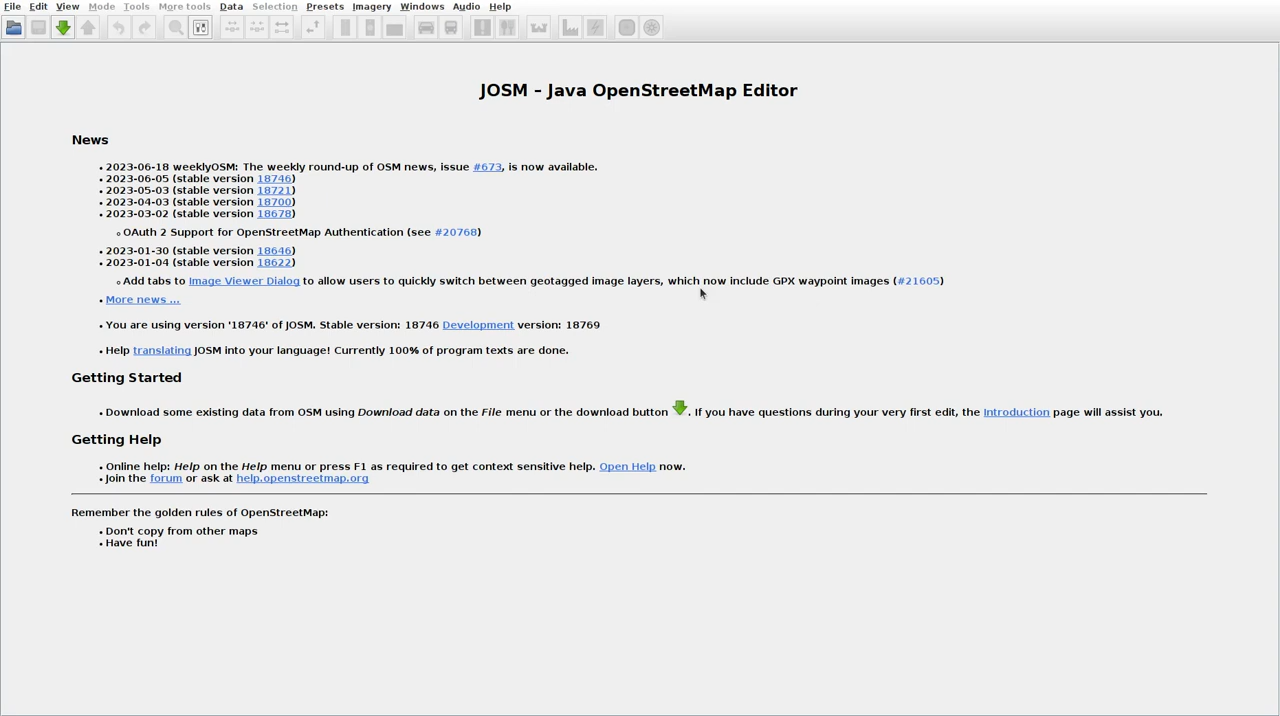 File Edit View Mode Tools More tools Data Selection Presets Imagery Windows Audio Help
JOSM – Java OpenStreetMap Editor
News
• 2023-06-18 weeklyOSM: The weekly round-up of OSM news, issue #673, is now available.
• 2023-06-05 (stable version 18746)
• 2023-05-03 (stable version 18721)
• 2023-04-03 (stable version 18700)
• 2023-03-02 (stable version 18678)
◦ OAuth 2 Support for OpenStreetMap Authentication (see #20768)
• 2023-01-30 (stable version 18646)
• 2023-01-04 (stable version 18622)
◦ Add tabs to Image Viewer Dialog to allow users to quickly switch between geotagged image layers, which now include GPX waypoint images (#21605)
• More news ...
• You are using version '18746' of JOSM. Stable version: 18746 Development version: 18769
• Help translating JOSM into your language! Currently 100% of program texts are done.
Getting Started
• Download some existing data from OSM using Download data on the File menu or the download button . If you have questions during your very first edit, the Introduction page will assist you.
Getting Help
• Online help: Help on the Help menu or press F1 as required to get context sensitive help. Open Help now.
• Join the forum or ask at help.openstreetmap.org
Remember the golden rules of OpenStreetMap:
• Don't copy from other maps
• Have fun!